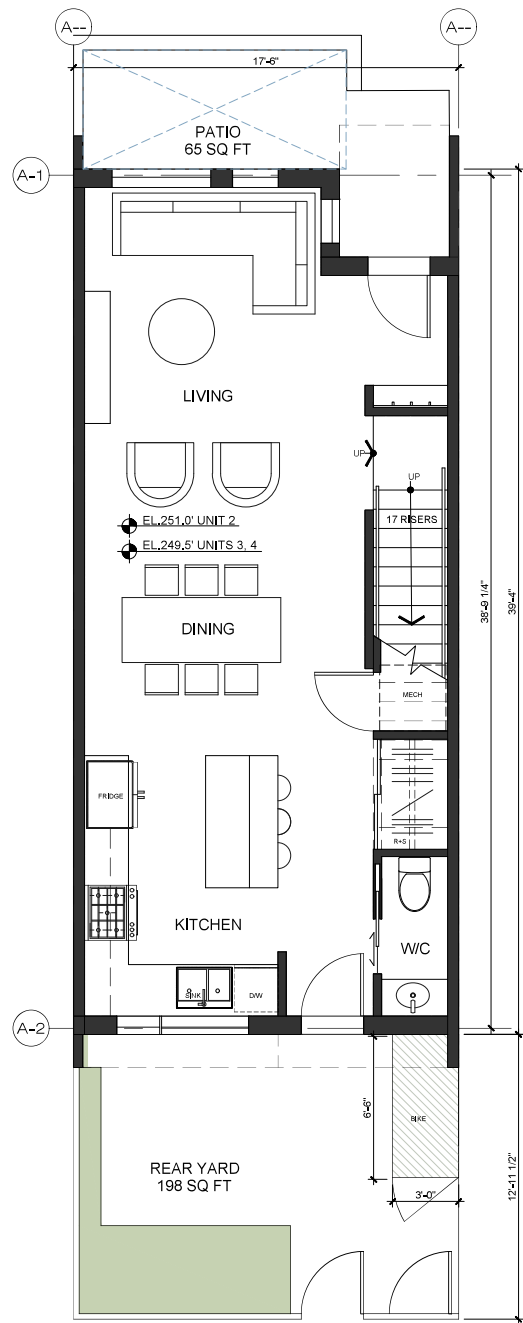 A-- A--
17'-6"
PATIO
65 SQ FT
A-1
LIVING
UP
UP
17 RISERS
EL.251.0' UNIT 2
EL.249.5' UNITS 3, 4
38'-9 1/4"
39'-4"
DINING
MECH
FRIDGE
R+S
KITCHEN
W/C
SINK
D/W
A-2
6'-6"
BIKE
REAR YARD
198 SQ FT
3'-0"
12'-11 1/2"